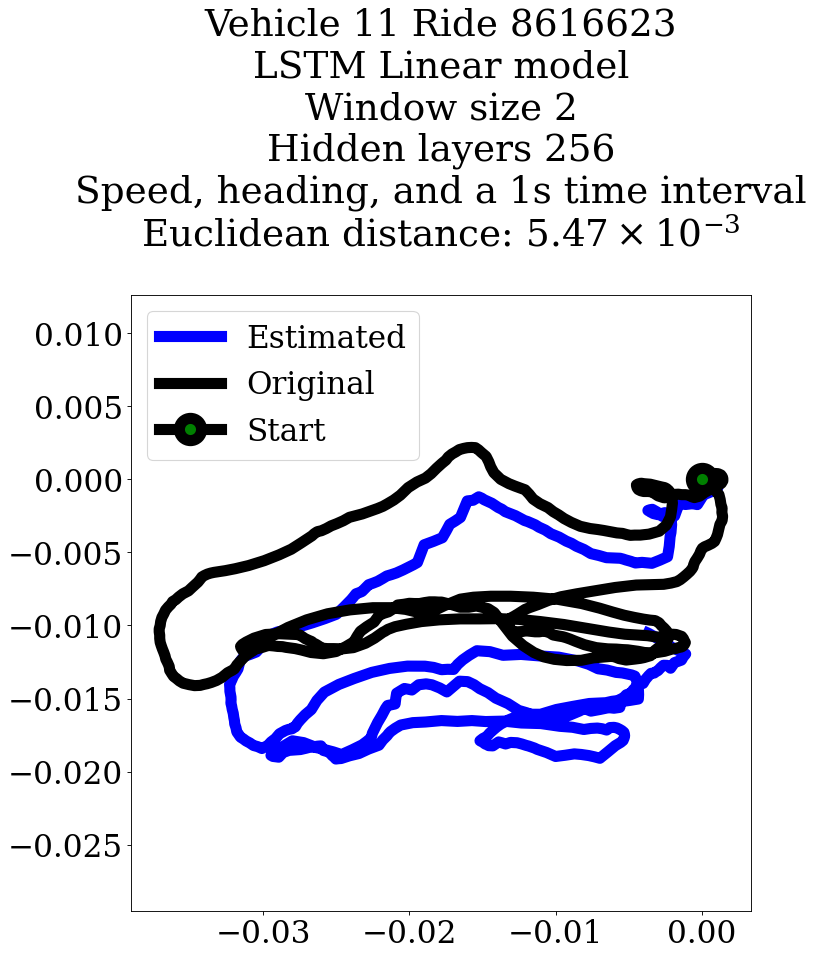 Vehicle 11 Ride 8616623
LSTM Linear model
Window size 2
Hidden layers 256
Speed, heading, and a 1s time interval
Euclidean distance: 5.47 × 10⁻³
Estimated
Original
Start
0.010
0.005
0.000
−0.005
−0.010
−0.015
−0.020
−0.025
−0.03 −0.02 −0.01 0.00